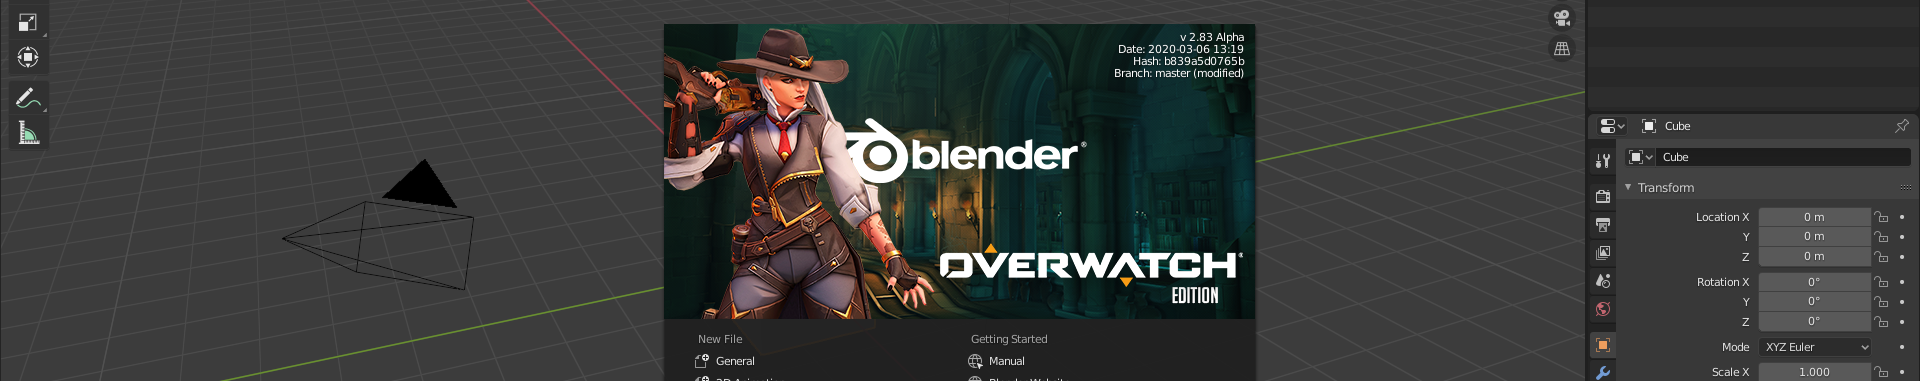 v 2.83 Alpha
Date: 2020-03-06 13:19
Hash: b839a5d0765b
Branch: master (modified)
blender®
OVERWATCH®
EDITION
New File
Getting Started
General
Manual
Cube
Cube
Transform
Location X 0 m
Y 0 m
Z 0 m
Rotation X 0°
Y 0°
Z 0°
Mode XYZ Euler
Scale X 1.000